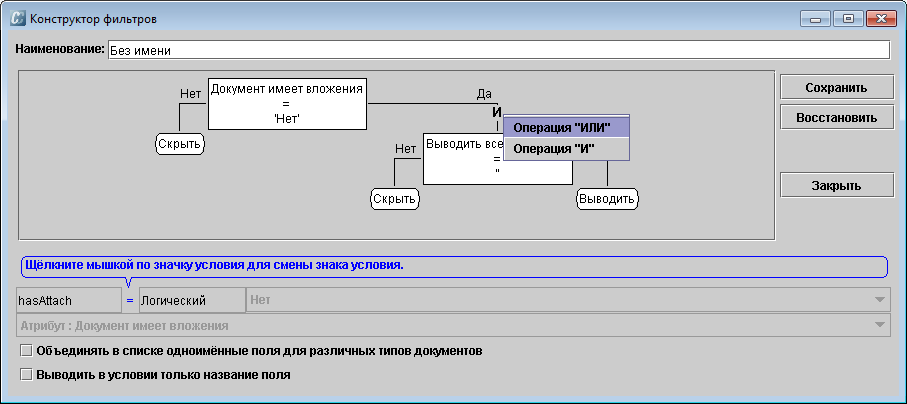 Конструктор фильтров
Наименование: Без имени
Нет
Документ имеет вложения
=
'Нет'
Да
Скрыть
И
Операция "ИЛИ"
Операция "И"
Нет
Выводить все
=
''
Скрыть
Выводить
Сохранить
Восстановить
Закрыть
Щёлкните мышкой по значку условия для смены знака условия.
hasAttach = Логический Нет
Атрибут : Документ имеет вложения
Объединять в списке одноимённые поля для различных типов документов
Выводить в условии только название поля